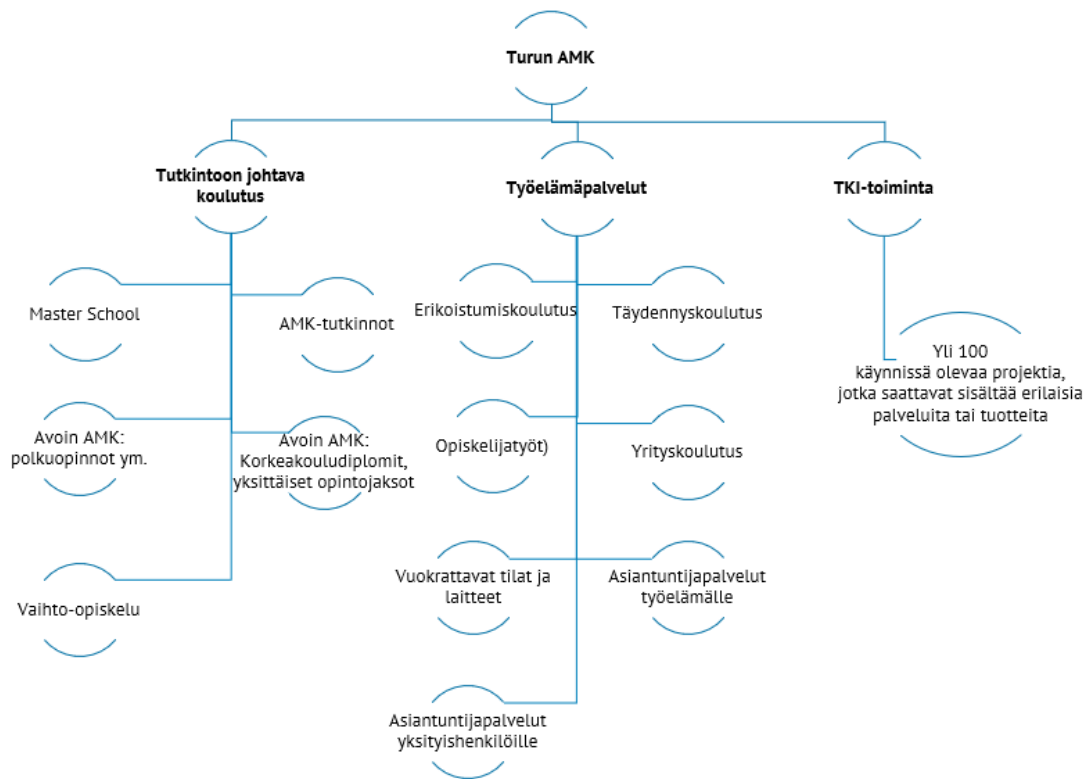 Turun AMK
Tutkintoon johtava
koulutus
Työelämäpalvelut
TKI-toiminta
Master School
AMK-tutkinnot
Avoin AMK:
polkuopinnot ym.
Avoin AMK:
Korkeakouludiplomit,
yksittäiset opintojaksot
Vaihto-opiskelu
Erikoistumiskoulutus
Täydennyskoulutus
Opiskelijatyöt)
Yrityskoulutus
Vuokrattavat tilat ja
laitteet
Asiantuntijapalvelut
työelämälle
Asiantuntijapalvelut
yksityishenkilöille
Yli 100
käynnissä olevaa projektia,
jotka saattavat sisältää erilaisia
palveluita tai tuotteita